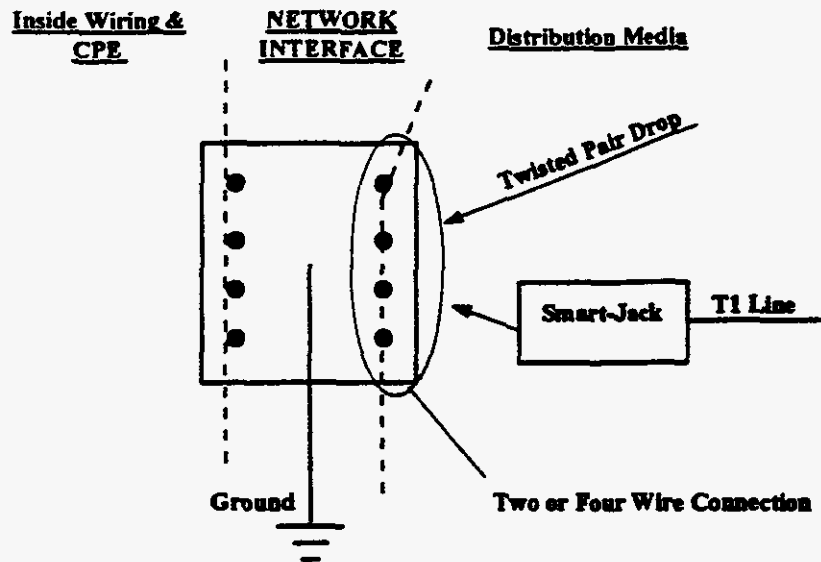 Inside Wiring &
CPE
NETWORK
INTERFACE
Distribution Media
Twisted Pair Drop
Smart-Jack
T1 Line
Ground
Two or Four Wire Connection